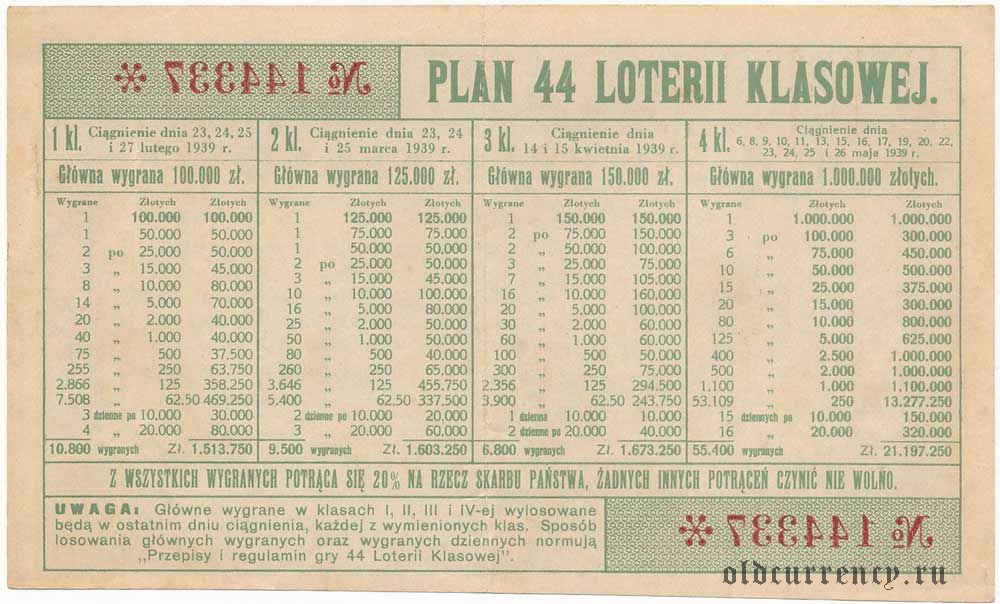 № 144337 *
PLAN 44 LOTERII KLASOWEJ.
1 kl. Ciągnienie dnia 23, 24, 25
i 27 lutego 1939 r.
Główna wygrana 100.000 zł.
Wygrane Złotych Złotych
1 100.000 100.000
1 50.000 50.000
2 po 25.000 50.000
3 „ 15.000 45.000
8 „ 10.000 80.000
14 „ 5.000 70.000
20 „ 2.000 40.000
40 „ 1.000 40.000
75 „ 500 37.500
255 „ 250 63.750
2.866 „ 125 358.250
7.508 „ 62.50 469.250
3 dzienne po 10.000 30.000
4 „ 20.000 80.000
10.800 wygranych Zł. 1.513.750
2 kl. Ciągnienie dnia 23, 24
i 25 marca 1939 r.
Główna wygrana 125.000 zł.
Wygrane Złotych Złotych
1 125.000 125.000
1 75.000 75.000
1 50.000 50.000
2 po 25.000 50.000
3 „ 15.000 45.000
10 „ 10.000 100.000
16 „ 5.000 80.000
25 „ 2.000 50.000
50 „ 1.000 50.000
80 „ 500 40.000
260 „ 250 65.000
3.646 „ 125 455.750
5.400 „ 62.50 337.500
2 dzienne po 10.000 20.000
3 „ 20.000 60.000
9.500 wygranych Zł. 1.603.250
3 kl. Ciągnienie dnia
14 i 15 kwietnia 1939 r.
Główna wygrana 150.000 zł.
Wygrane Złotych Złotych
1 150.000 150.000
2 po 75.000 150.000
2 „ 50.000 100.000
3 „ 25.000 75.000
7 „ 15.000 105.000
16 „ 10.000 160.000
20 „ 5.000 100.000
30 „ 2.000 60.000
60 „ 1.000 60.000
100 „ 500 50.000
300 „ 250 75.000
2.356 „ 125 294.500
3.900 „ 62.50 243.750
1 dzienna 10.000 10.000
2 dzienne po 20.000 40.000
6.800 wygranych Zł. 1.673.250
4 kl. Ciągnienie dnia
6, 8, 9, 10, 11, 13, 15, 16, 17, 19, 20, 22,
23, 24, 25 i 26 maja 1939 r.
Główna wygrana 1.000.000 złotych.
Wygrane Złotych Złotych
1 1.000.000 1.000.000
3 po 100.000 300.000
6 „ 75.000 450.000
10 „ 50.000 500.000
15 „ 25.000 375.000
20 „ 15.000 300.000
80 „ 10.000 800.000
125 „ 5.000 625.000
400 „ 2.500 1.000.000
500 „ 2.000 1.000.000
1.100 „ 1.000 1.100.000
53.109 „ 250 13.277.250
15 dziennych po 10.000 150.000
16 „ 20.000 320.000
55.400 wygranych Zł. 21.197.250
Z WSZYSTKICH WYGRANYCH POTRĄCA SIĘ 20% NA RZECZ SKARBU PAŃSTWA, ŻADNYCH INNYCH POTRĄCEŃ CZYNIĆ NIE WOLNO.
UWAGA: Główne wygrane w klasach I, II, III i IV-ej wylosowane
będą w ostatnim dniu ciągnienia, każdej z wymienionych klas. Sposób
losowania głównych wygranych oraz wygranych dziennych normują
„Przepisy i regulamin gry 44 Loterii Klasowej".
№ 144337 *
oldcurrency.ru